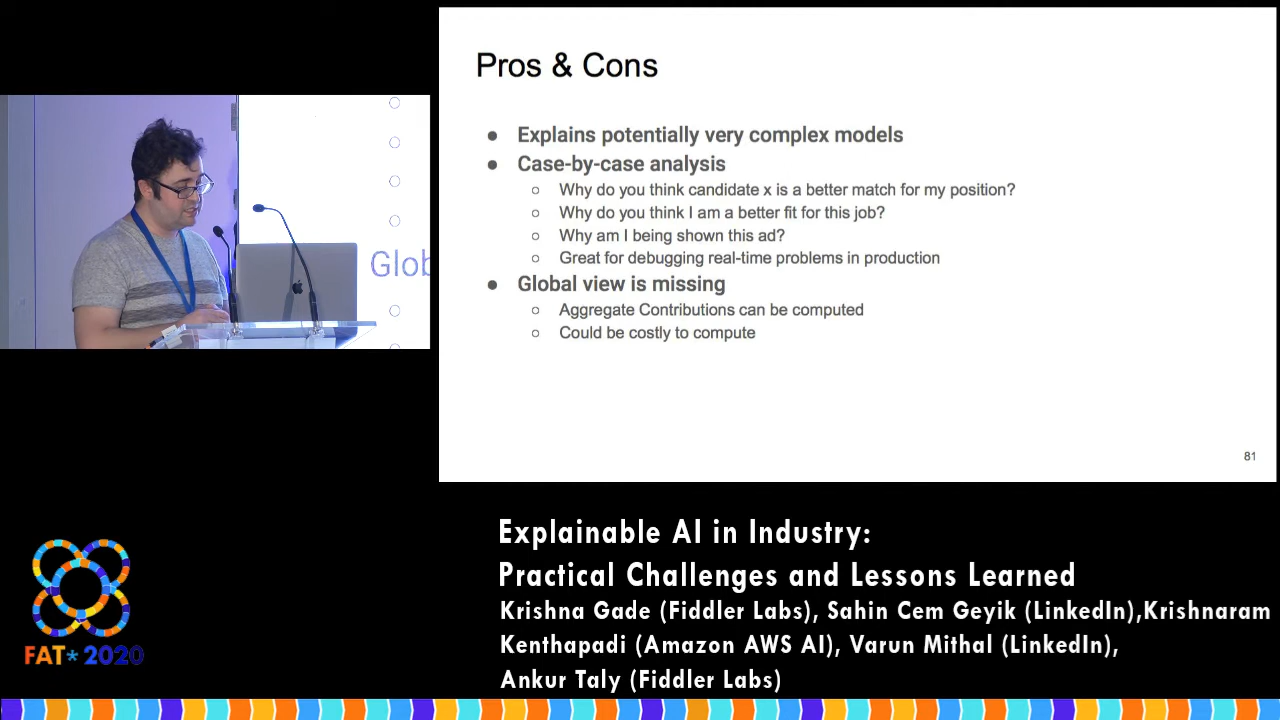 Pros & Cons
● Explains potentially very complex models
● Case-by-case analysis
○ Why do you think candidate x is a better match for my position?
○ Why do you think I am a better fit for this job?
○ Why am I being shown this ad?
○ Great for debugging real-time problems in production
● Global view is missing
○ Aggregate Contributions can be computed
○ Could be costly to compute
81
Glob
Explainable AI in Industry:
Practical Challenges and Lessons Learned
Krishna Gade (Fiddler Labs), Sahin Cem Geyik (LinkedIn),Krishnaram
Kenthapadi (Amazon AWS AI), Varun Mithal (LinkedIn),
Ankur Taly (Fiddler Labs)
FAT* 2020